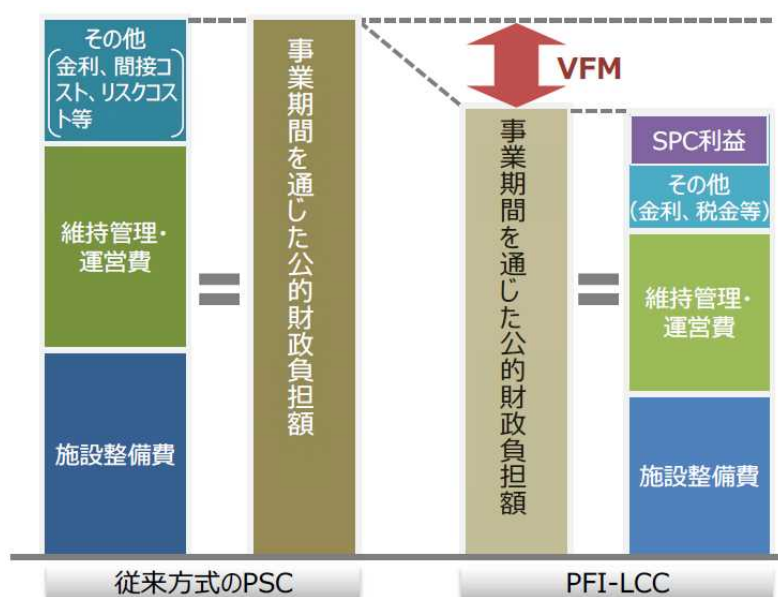 その他
(金利、間接コ
スト、リスクコス
ト等)
維持管理・
運営費
施設整備費
事業期間を通じた公的財政負担額
VFM
事業期間を通じた公的財政負担額
SPC利益
その他
(金利、税金等)
維持管理・
運営費
施設整備費
従来方式のPSC
PFI-LCC